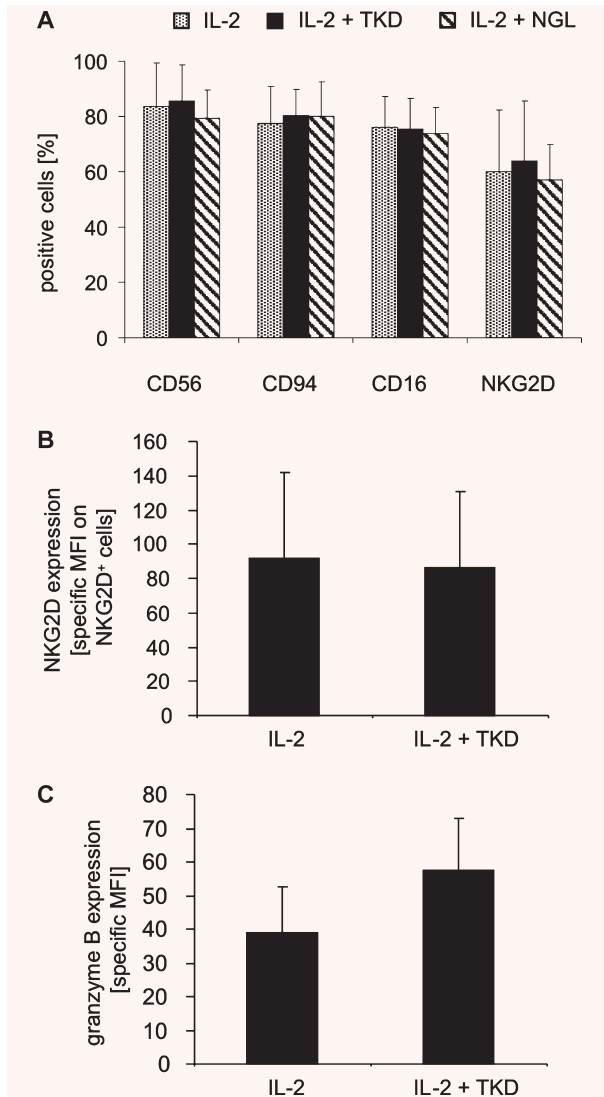 A
IL-2 IL-2 + TKD IL-2 + NGL
positive cells [%]
100
80
60
40
20
0
CD56 CD94 CD16 NKG2D
B
NKG2D expression
[specific MFI on
NKG2D⁺ cells]
160
140
120
100
80
60
40
20
0
IL-2 IL-2 + TKD
C
granzyme B expression
[specific MFI]
80
70
60
50
40
30
20
10
0
IL-2 IL-2 + TKD